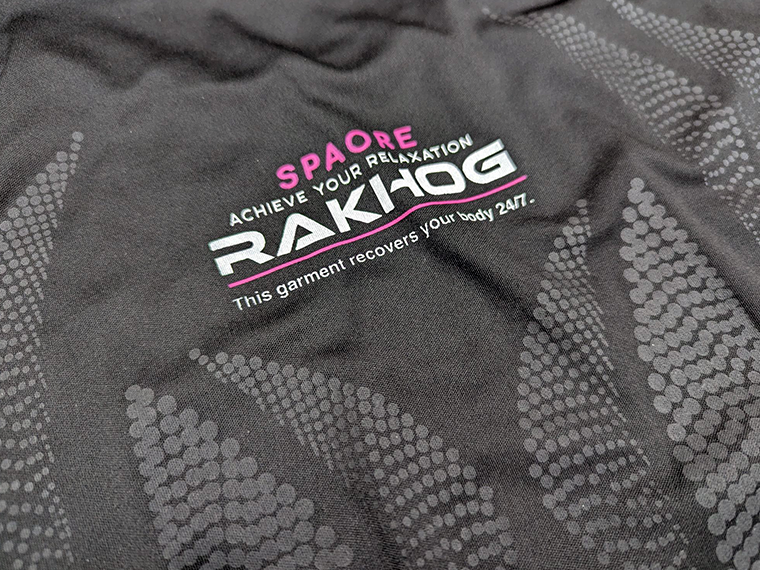 SPAORE
ACHIEVE YOUR RELAXATION
RAKHOG
This garment recovers your body 24/7.